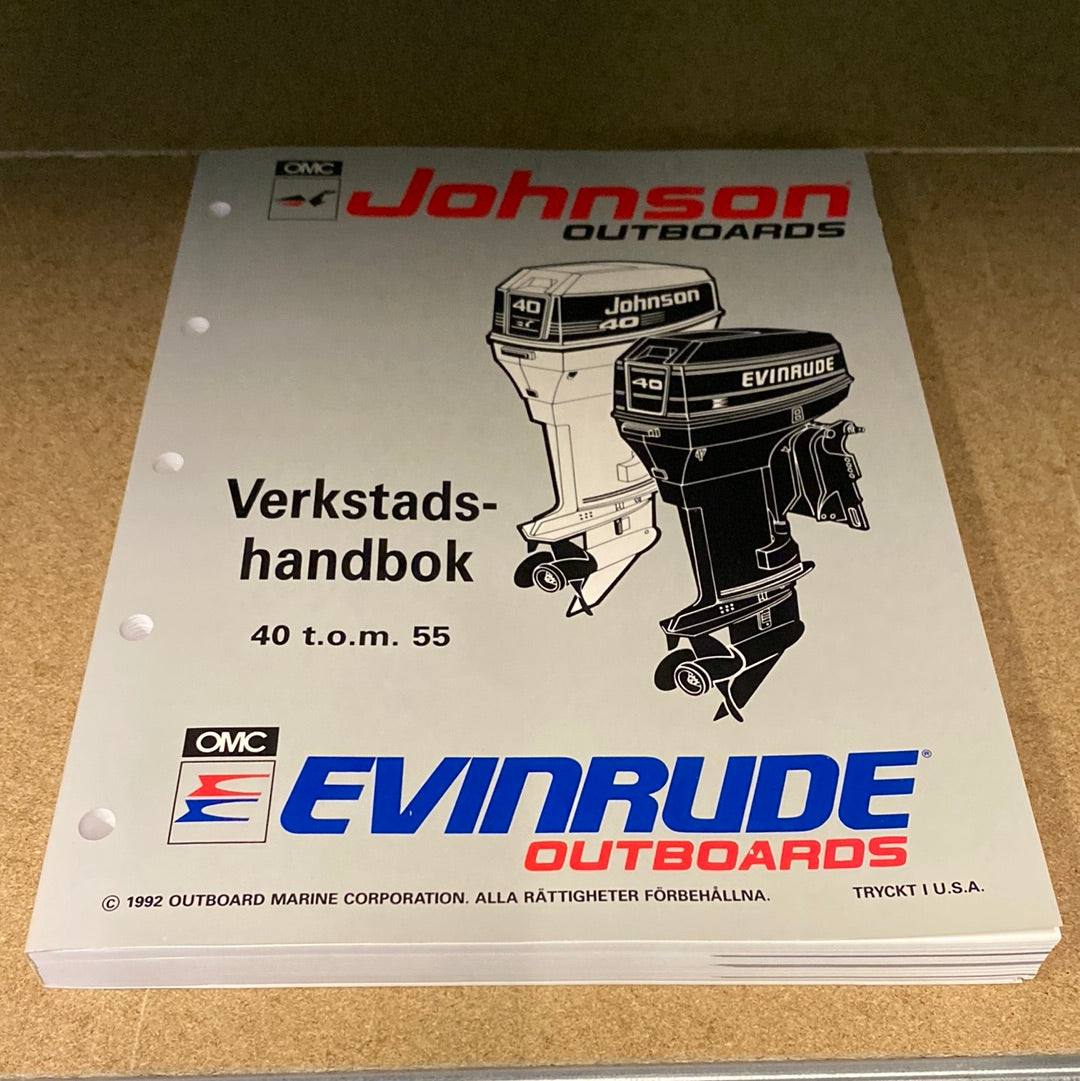 OMC
Johnson
OUTBOARDS
40
Johnson
40
40
EVINRUDE
Verkstads-
handbok
40 t.o.m. 55
OMC
EVINRUDE®
OUTBOARDS
© 1992 OUTBOARD MARINE CORPORATION. ALLA RÄTTIGHETER FÖRBEHÅLLNA.
TRYCKT I U.S.A.